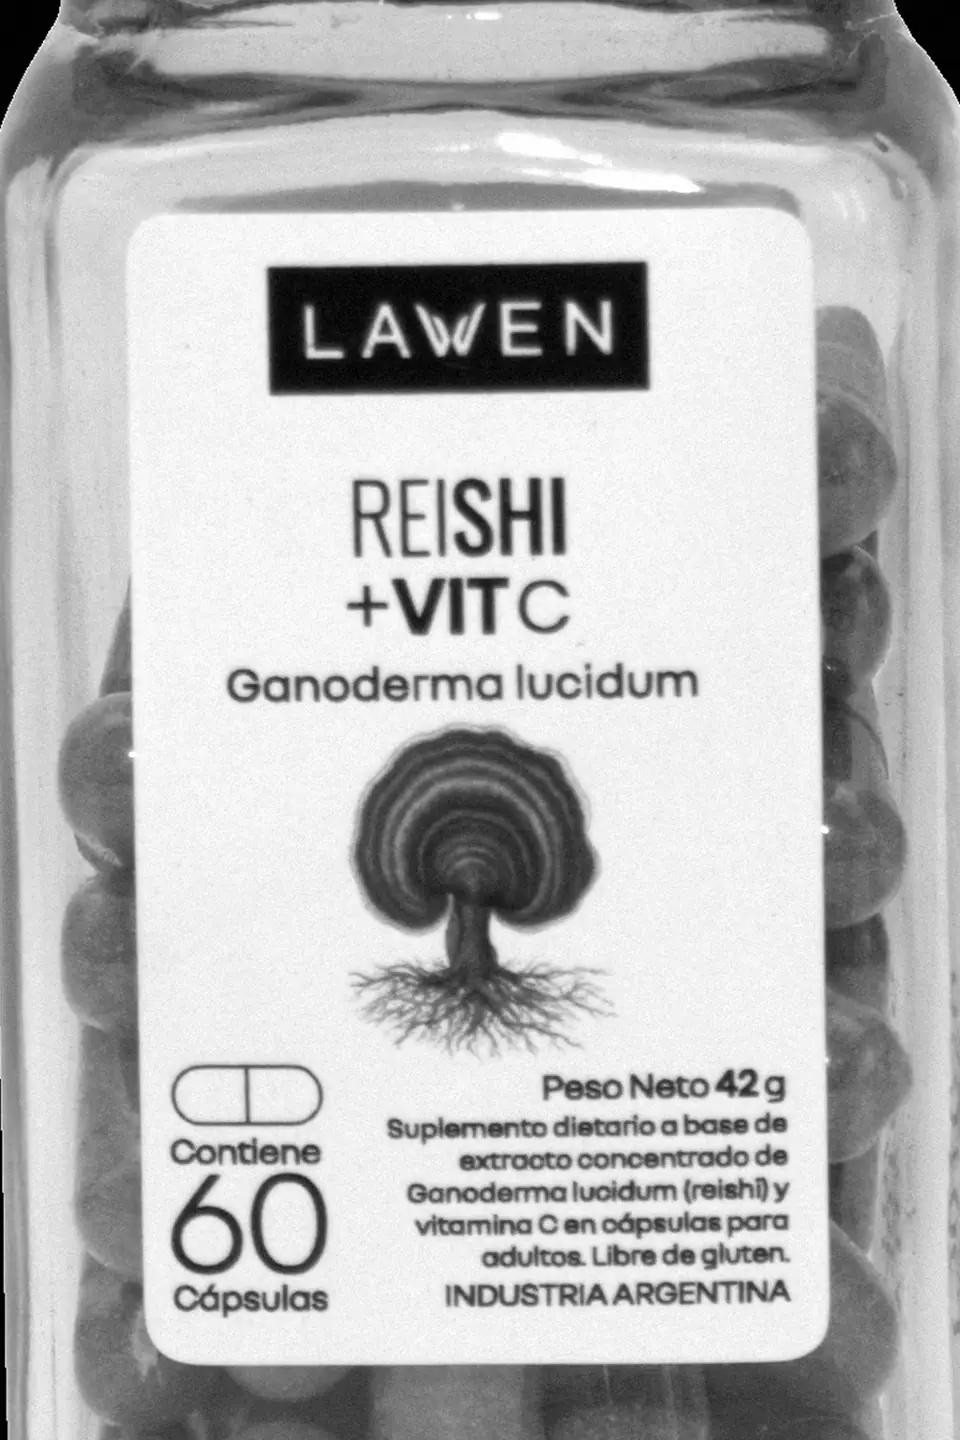 LAWEN
REISHI
+VIT C
Ganoderma lucidum
Peso Neto 42 g
Suplemento dietario a base de
extracto concentrado de
Ganoderma lucidum (reishi) y
vitamina C en cápsulas para
adultos. Libre de gluten.
INDUSTRIA ARGENTINA
Contiene
60
Cápsulas